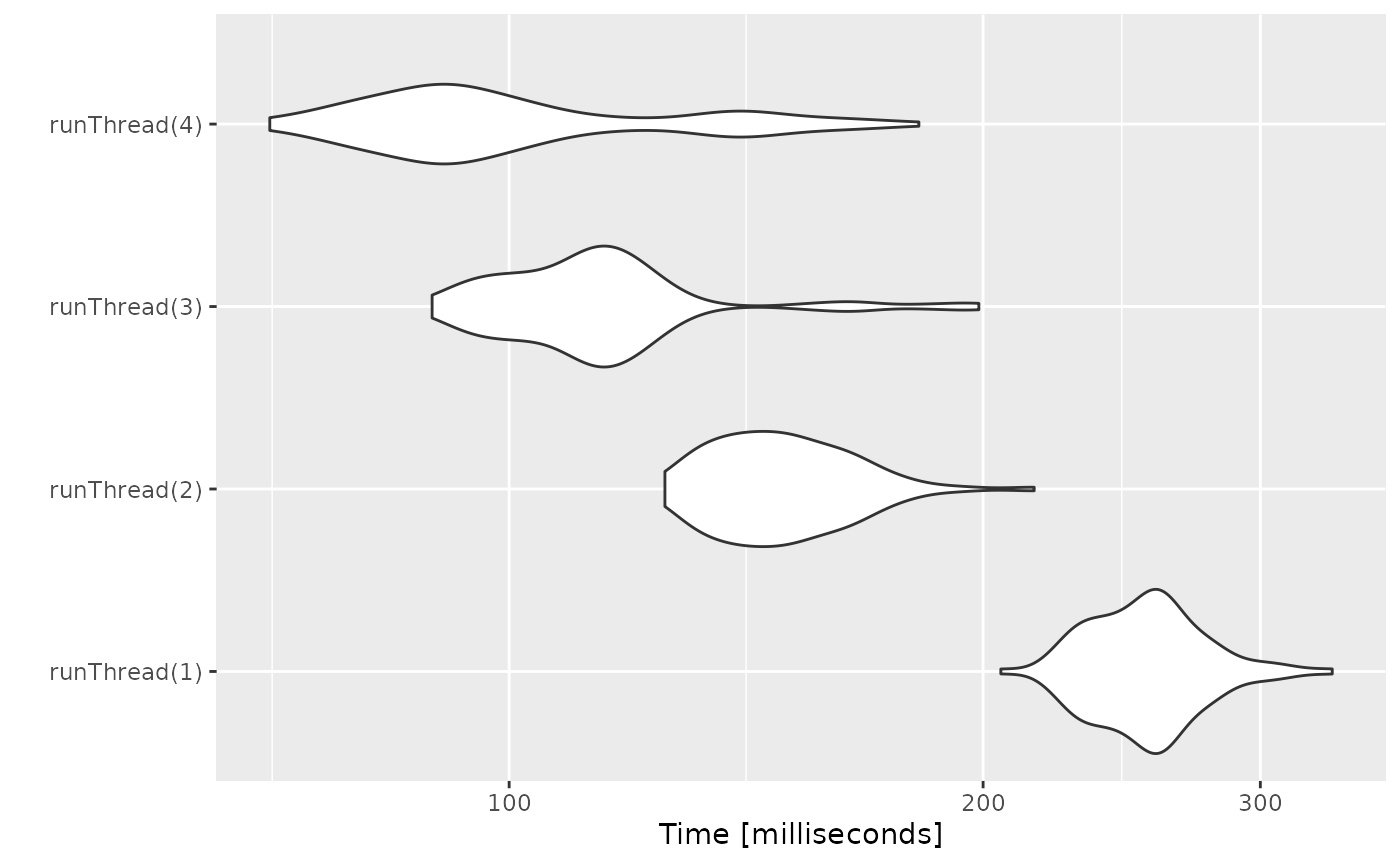 runThread(4)
runThread(3)
runThread(2)
runThread(1)
100 200 300
Time [milliseconds]